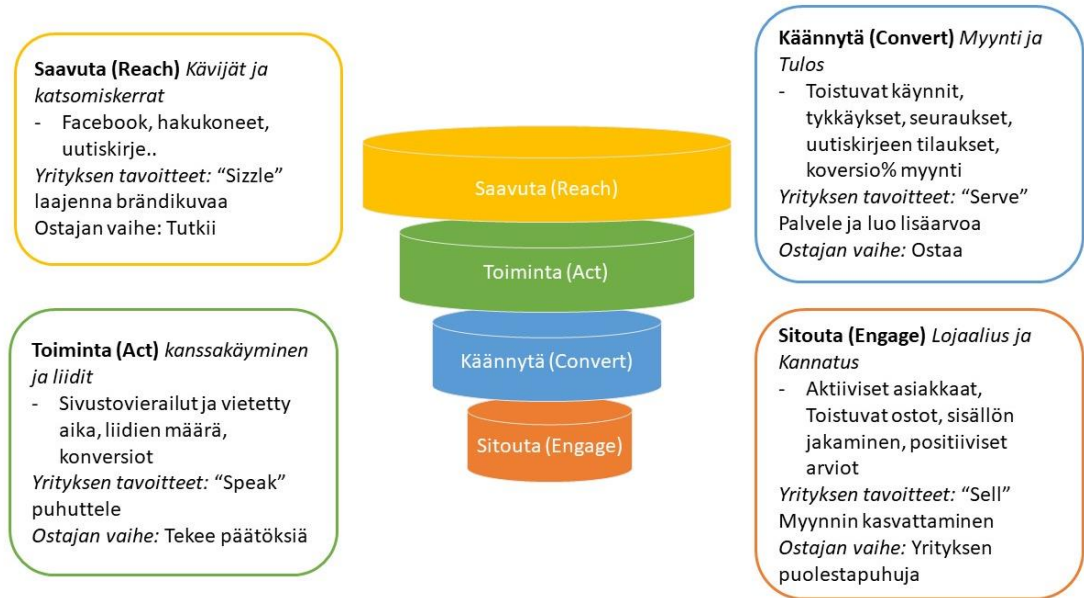 Saavuta (Reach) Kävijät ja
katsomiskerrat
- Facebook, hakukoneet,
uutiskirje..
Yrityksen tavoitteet: “Sizzle”
laajenna brändikuvaa
Ostajan vaihe: Tutkii
Toiminta (Act) kanssakäyminen
ja liidit
- Sivustovierailut ja vietetty
aika, liidien määrä,
konversiot
Yrityksen tavoitteet: “Speak”
puhuttele
Ostajan vaihe: Tekee päätöksiä
Saavuta (Reach)
Toiminta (Act)
Käännytä (Convert)
Sitouta (Engage)
Käännytä (Convert) Myynti ja
Tulos
- Toistuvat käynnit,
tykkäykset, seuraukset,
uutiskirjeen tilaukset,
koversio% myynti
Yrityksen tavoitteet: “Serve”
Palvele ja luo lisäarvoa
Ostajan vaihe: Ostaa
Sitouta (Engage) Lojaalius ja
Kannatus
- Aktiiviset asiakkaat,
Toistuvat ostot, sisällön
jakaminen, positiiviset
arviot
Yrityksen tavoitteet: “Sell”
Myynnin kasvattaminen
Ostajan vaihe: Yrityksen
puolestapuhuja